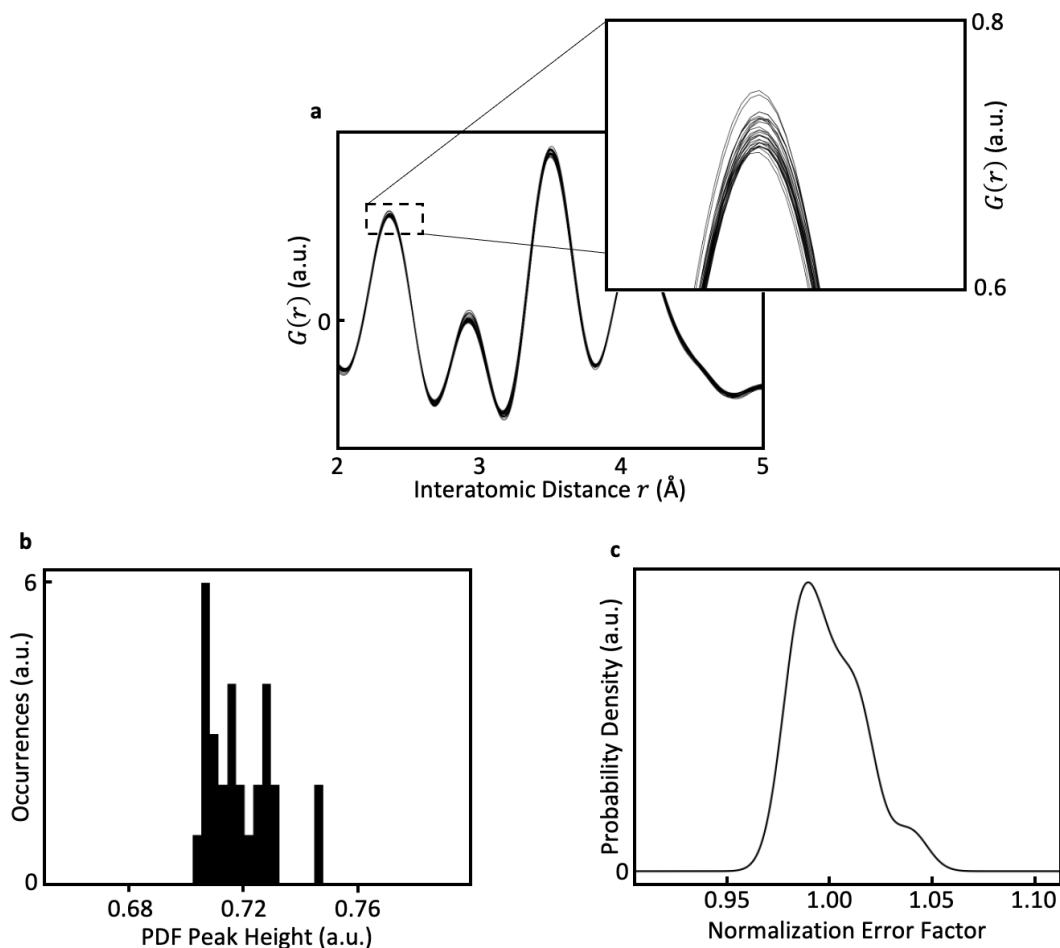 0.8
G(r) (a.u.)
0.6
a
G(r) (a.u.)
0
2 3 4 5
Interatomic Distance r (Å)
b
Occurrences (a.u.)
6
0
0.68 0.72 0.76
PDF Peak Height (a.u.)
c
Probability Density (a.u.)
0
0.95 1.00 1.05 1.10
Normalization Error Factor